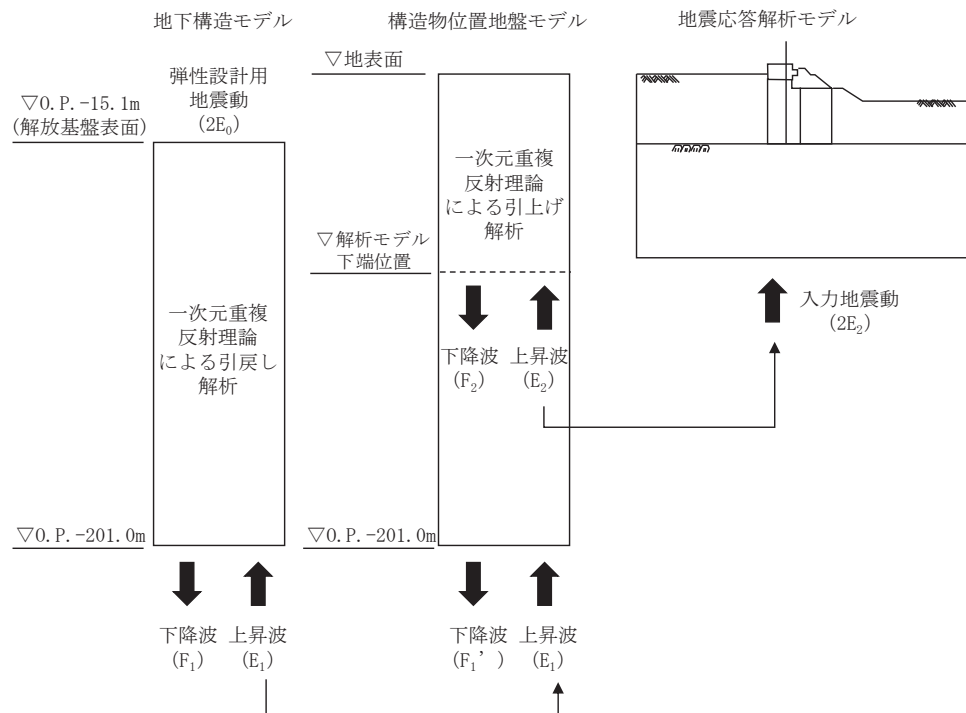 地下構造モデル
弾性設計用
地震動
(2E₀)
▽O.P.-15.1m
(解放基盤表面)
一次元重複
反射理論
による引戻し
解析
▽O.P.-201.0m
下降波
(F₁)
上昇波
(E₁)
構造物位置地盤モデル
▽地表面
一次元重複
反射理論
による引上げ
解析
▽解析モデル
下端位置
下降波
(F₂)
上昇波
(E₂)
▽O.P.-201.0m
下降波
(F₁’)
上昇波
(E₁)
地震応答解析モデル
入力地震動
(2E₂)